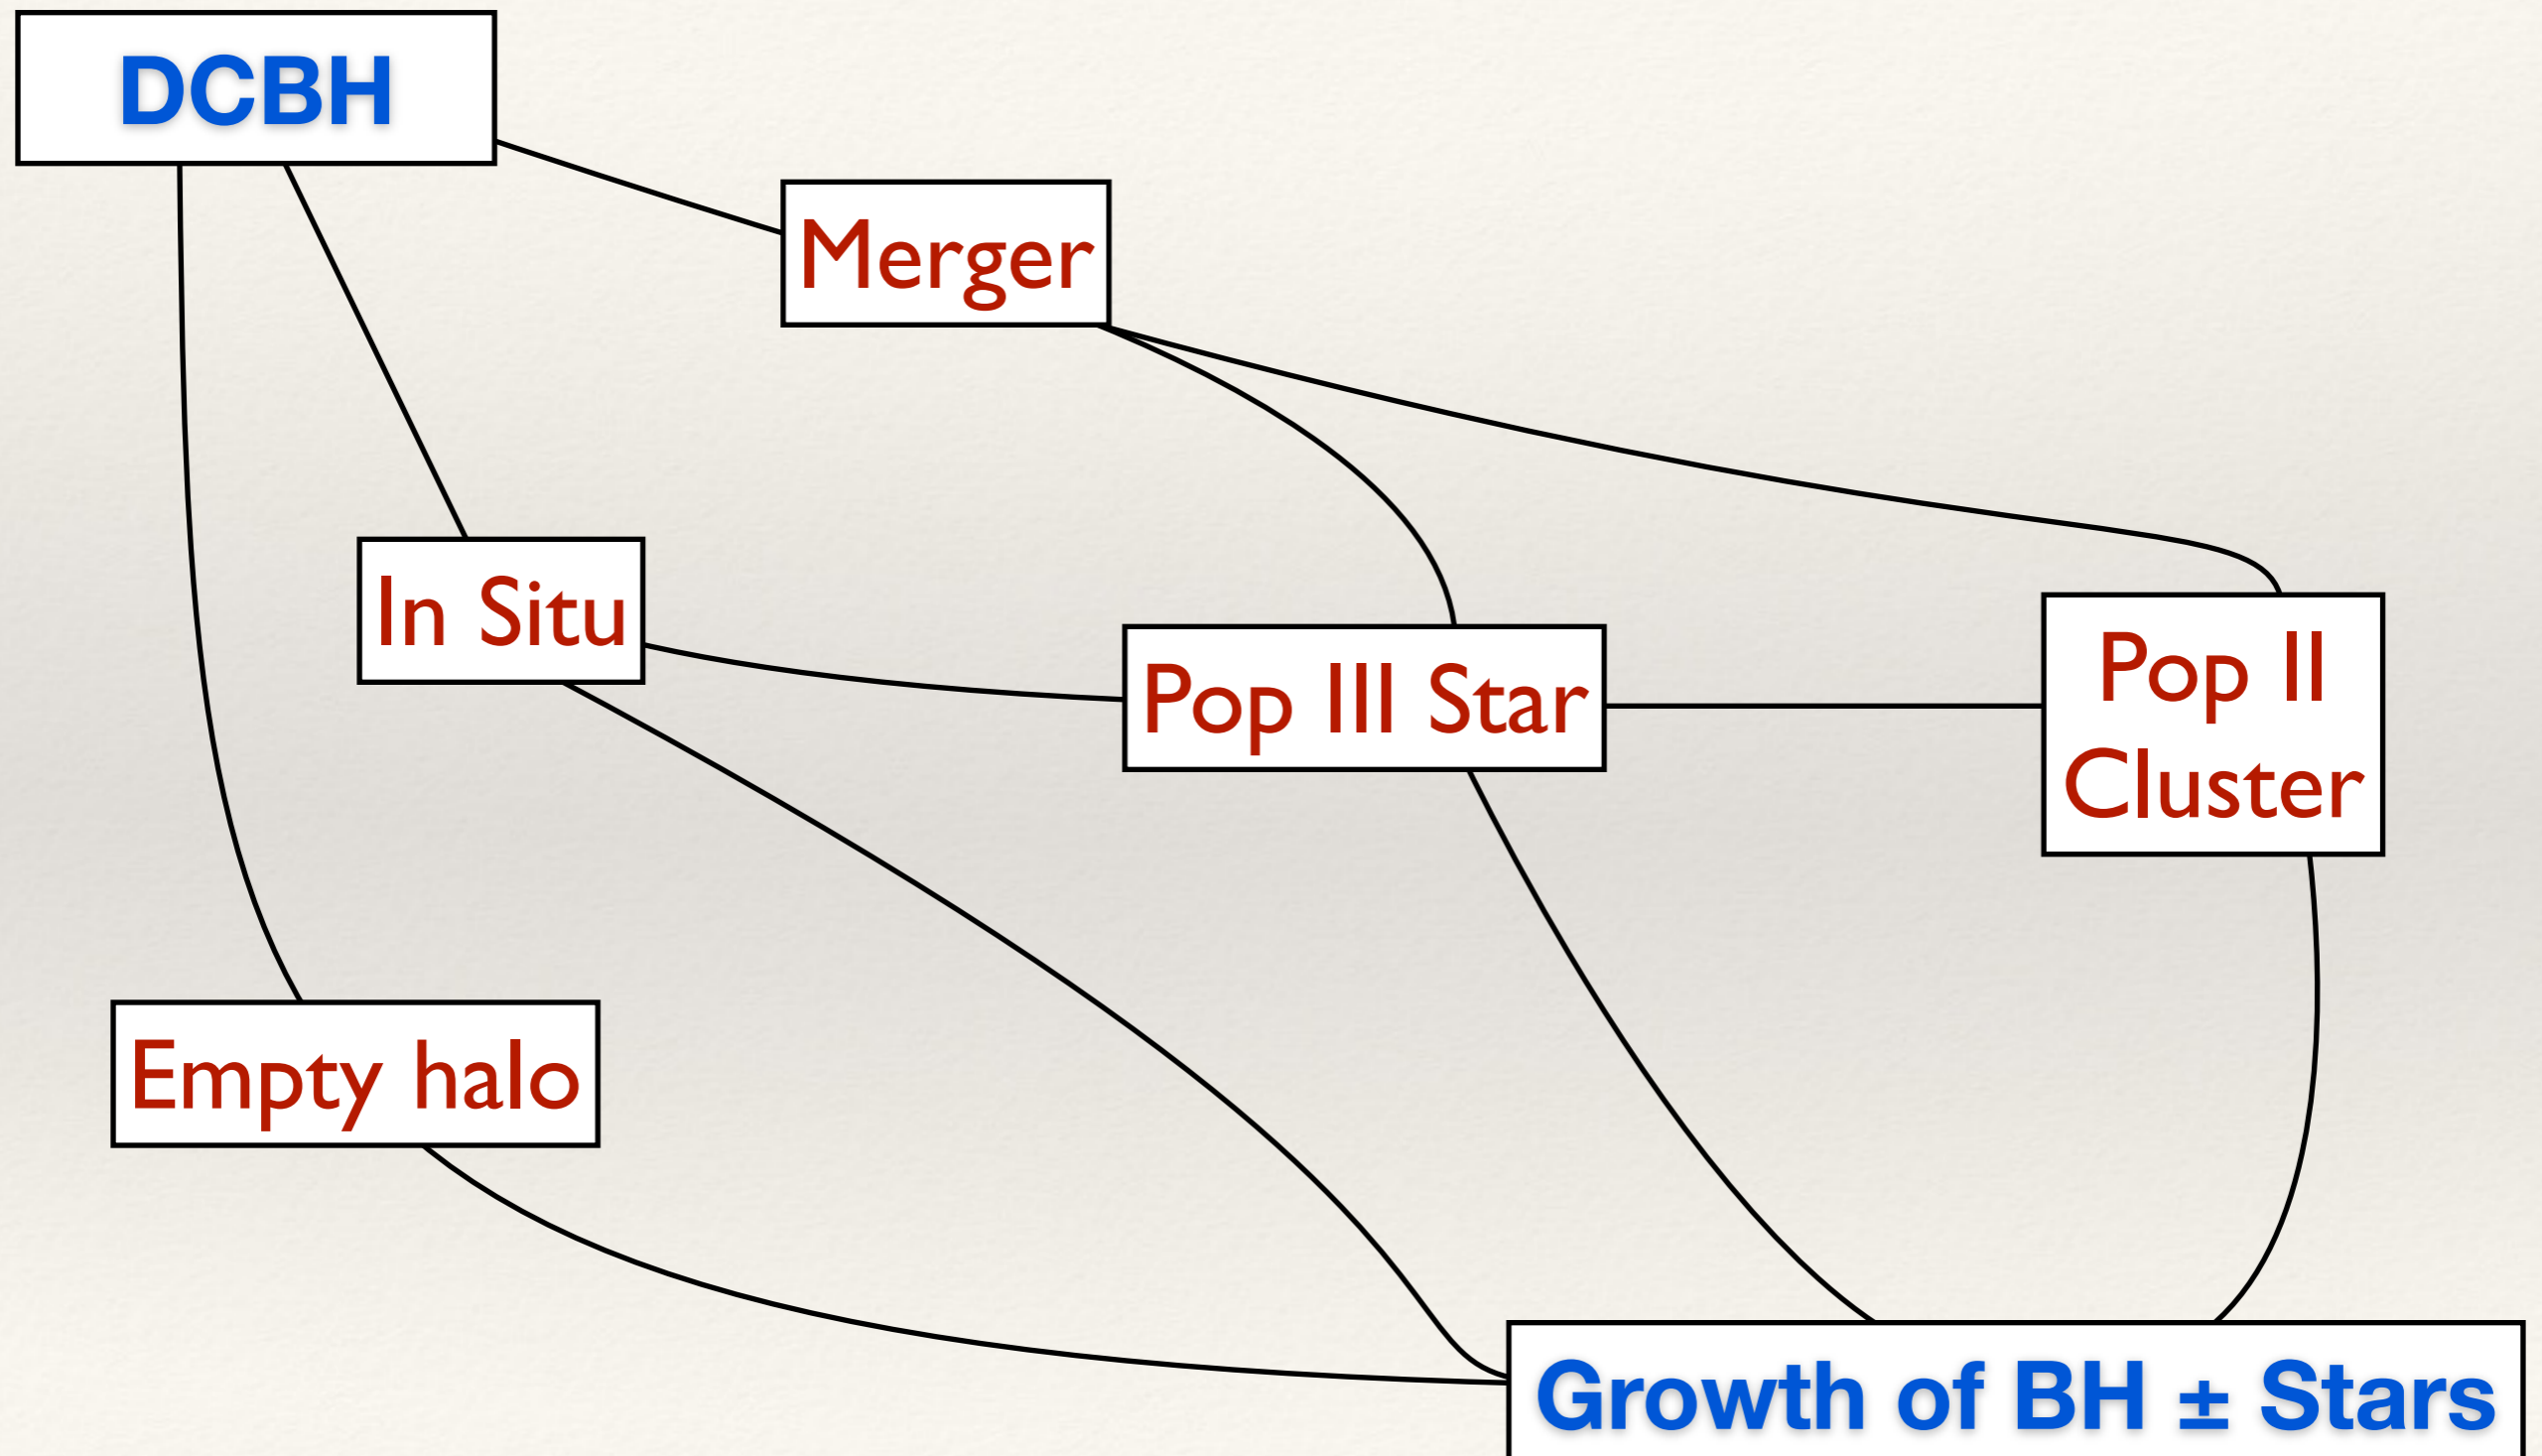 DCBH
Merger
In Situ
Pop III Star
Pop II
Cluster
Empty halo
Growth of BH ± Stars